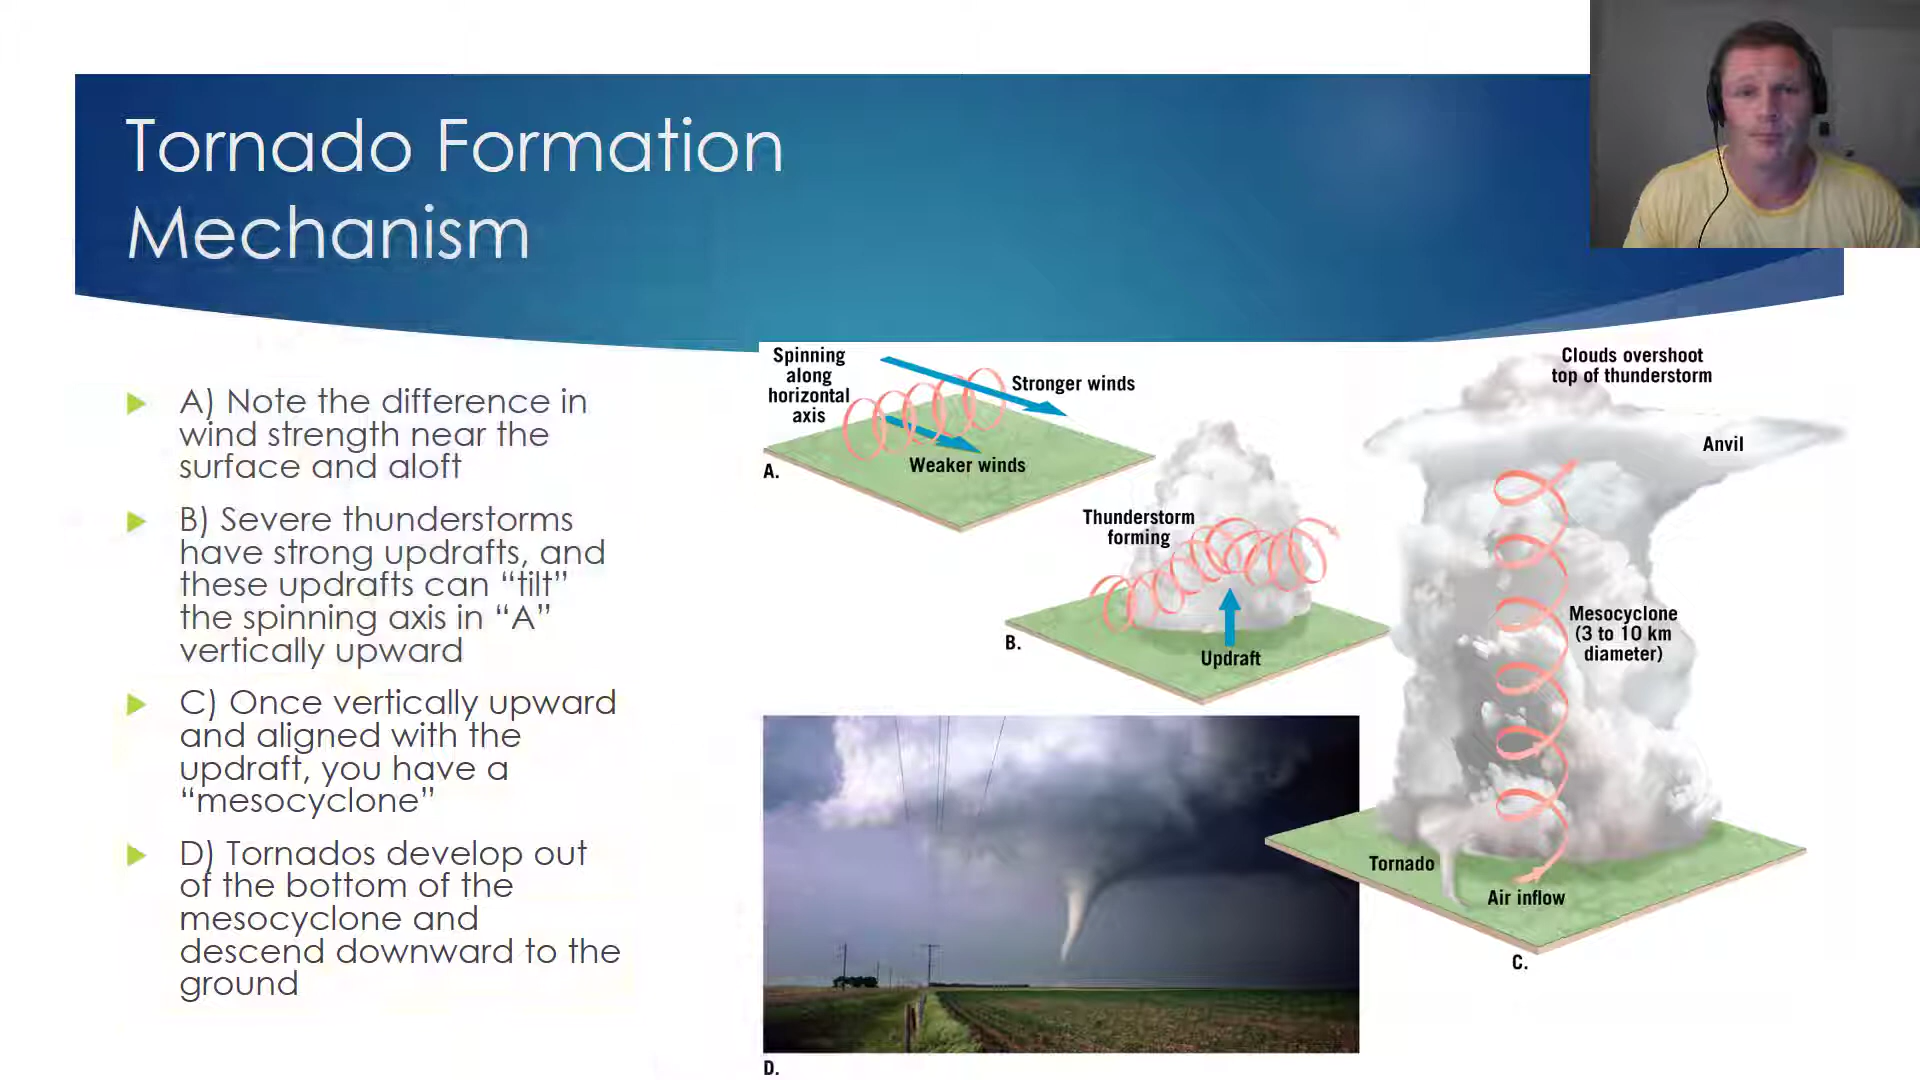 Tornado Formation
Mechanism
A) Note the difference in
wind strength near the
surface and aloft
B) Severe thunderstorms
have strong updrafts, and
these updrafts can “tilt”
the spinning axis in “A”
vertically upward
C) Once vertically upward
and aligned with the
updraft, you have a
“mesocyclone”
D) Tornados develop out
of the bottom of the
mesocyclone and
descend downward to the
ground
Spinning
along
horizontal
axis
Stronger winds
Weaker winds
A.
Thunderstorm
forming
Updraft
B.
Clouds overshoot
top of thunderstorm
Anvil
Mesocyclone
(3 to 10 km
diameter)
Tornado
Air inflow
C.
D.